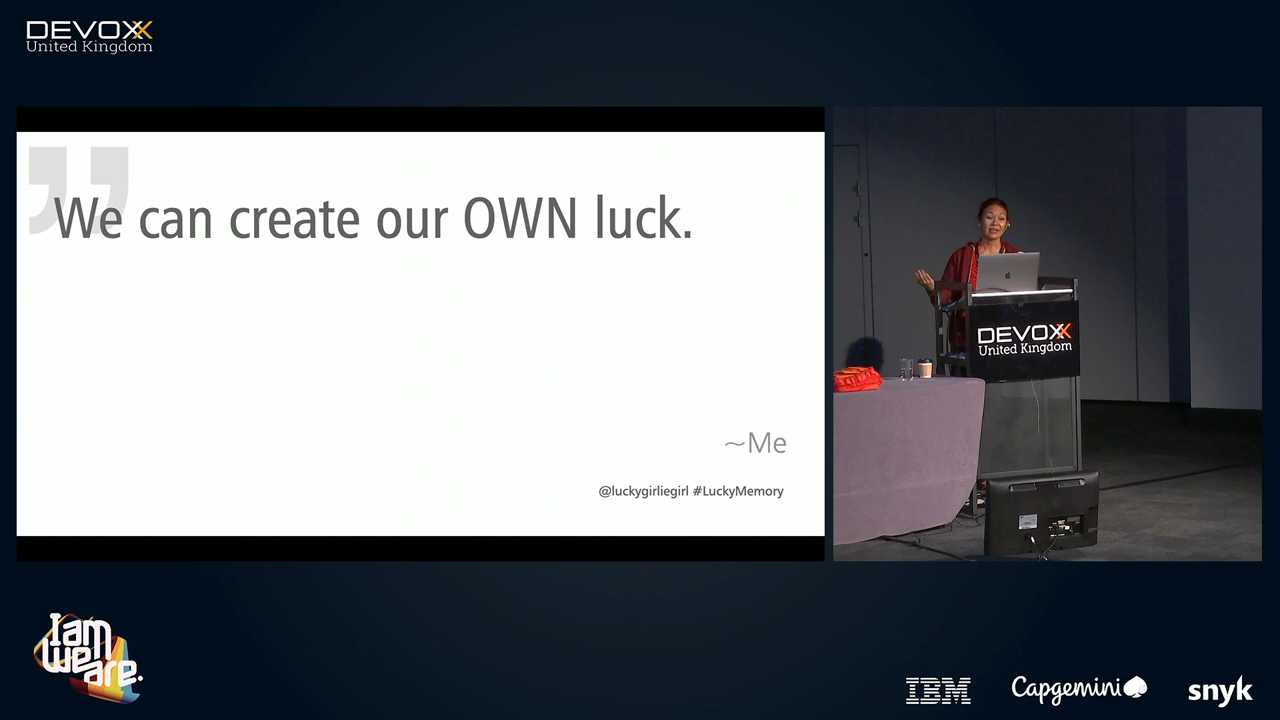 DEVOXX
United Kingdom
”
We can create our OWN luck.
~Me
@luckygirliegirl #LuckyMemory
DEVOXX
United Kingdom
I am
We are.
IBM
Capgemini
snyk